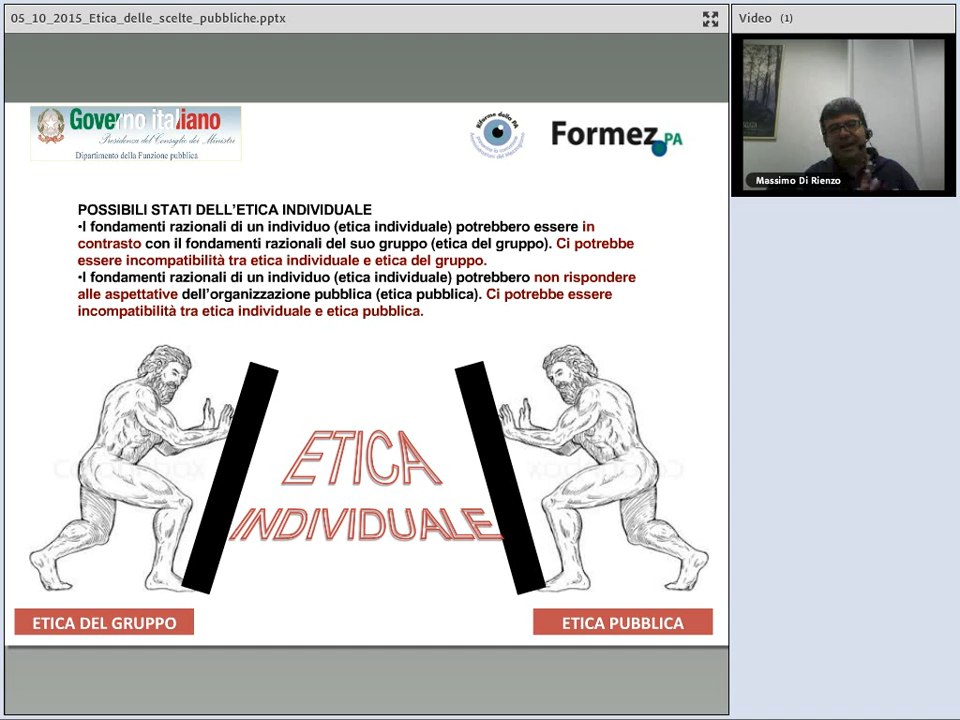 05_10_2015_Etica_delle_scelte_pubbliche.pptx
Video (1)
Governo italiano
Presidenza del Consiglio dei Ministri
Dipartimento della Funzione pubblica
Riforme della PA
Formez PA
Massimo Di Rienzo
POSSIBILI STATI DELL’ETICA INDIVIDUALE
•I fondamenti razionali di un individuo (etica individuale) potrebbero essere in
contrasto con il fondamenti razionali del suo gruppo (etica del gruppo). Ci potrebbe
essere incompatibilità tra etica individuale e etica del gruppo.
•I fondamenti razionali di un individuo (etica individuale) potrebbero non rispondere
alle aspettative dell’organizzazione pubblica (etica pubblica). Ci potrebbe essere
incompatibilità tra etica individuale e etica pubblica.
ETICA
INDIVIDUALE
ETICA DEL GRUPPO
ETICA PUBBLICA